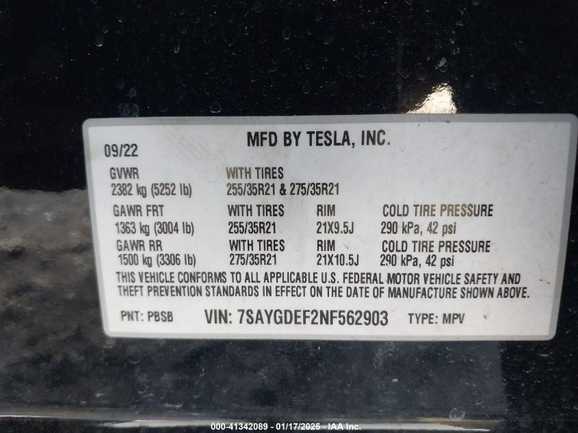 MFD BY TESLA, INC.
09/22
GVWR WITH TIRES
2382 kg (5252 lb) 255/35R21 & 275/35R21
GAWR FRT WITH TIRES RIM COLD TIRE PRESSURE
1363 kg (3004 lb) 255/35R21 21X9.5J 290 kPa, 42 psi
GAWR RR WITH TIRES RIM COLD TIRE PRESSURE
1500 kg (3306 lb) 275/35R21 21X10.5J 290 kPa, 42 psi
THIS VEHICLE CONFORMS TO ALL APPLICABLE U.S. FEDERAL MOTOR VEHICLE SAFETY AND
THEFT PREVENTION STANDARDS IN EFFECT ON THE DATE OF MANUFACTURE SHOWN ABOVE.
PNT: PBSB VIN: 7SAYGDEF2NF562903 TYPE: MPV
000-41342089 - 01/17/2025 - IAA Inc.